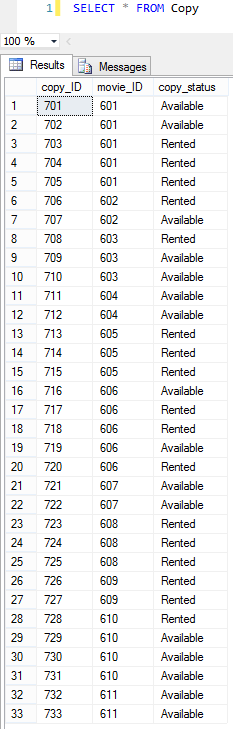 1 SELECT * FROM Copy
100 %
Results Messages
copy_ID movie_ID copy_status
1 701 601 Available
2 702 601 Available
3 703 601 Rented
4 704 601 Rented
5 705 601 Rented
6 706 602 Rented
7 707 602 Available
8 708 603 Rented
9 709 603 Available
10 710 603 Available
11 711 604 Available
12 712 604 Available
13 713 605 Rented
14 714 605 Rented
15 715 605 Rented
16 716 606 Available
17 717 606 Rented
18 718 606 Rented
19 719 606 Available
20 720 606 Rented
21 721 607 Available
22 722 607 Available
23 723 608 Rented
24 724 608 Rented
25 725 608 Rented
26 726 609 Rented
27 727 609 Rented
28 728 610 Rented
29 729 610 Available
30 730 610 Available
31 731 610 Available
32 732 611 Available
33 733 611 Available